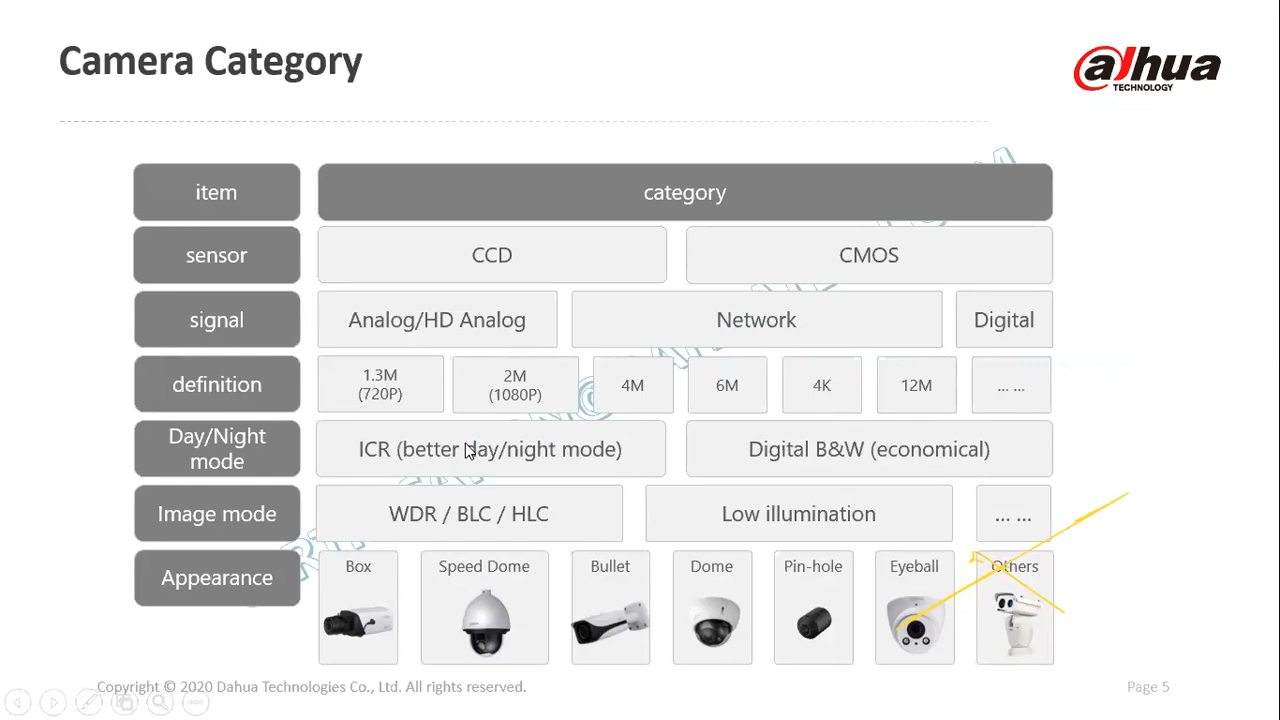 Camera Category
alhua
TECHNOLOGY
item
category
sensor
CCD
CMOS
signal
Analog/HD Analog
Network
Digital
definition
1.3M
(720P)
2M
(1080P)
4M
6M
4K
12M
... ...
Day/Night
mode
ICR (better day/night mode)
Digital B&W (economical)
Image mode
WDR / BLC / HLC
Low illumination
... ...
Appearance
Box
Speed Dome
Bullet
Dome
Pin-hole
Eyeball
Others
Copyright © 2020 Dahua Technologies Co., Ltd. All rights reserved.
Page 5